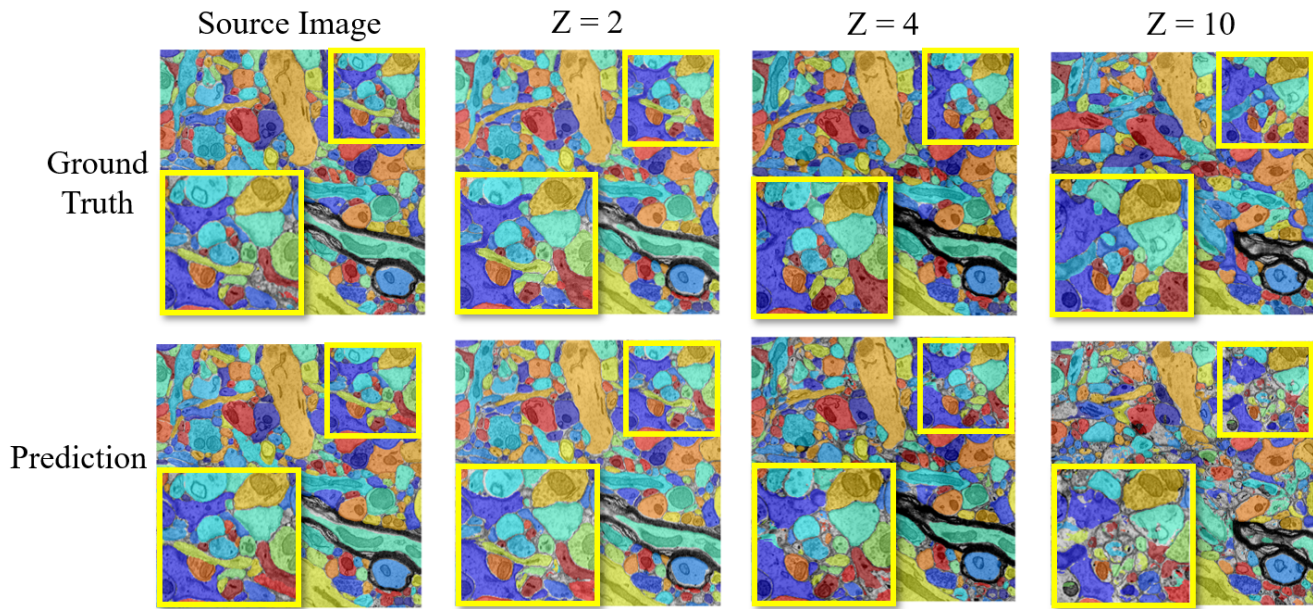 Source Image
Z = 2
Z = 4
Z = 10
Ground
Truth
Prediction